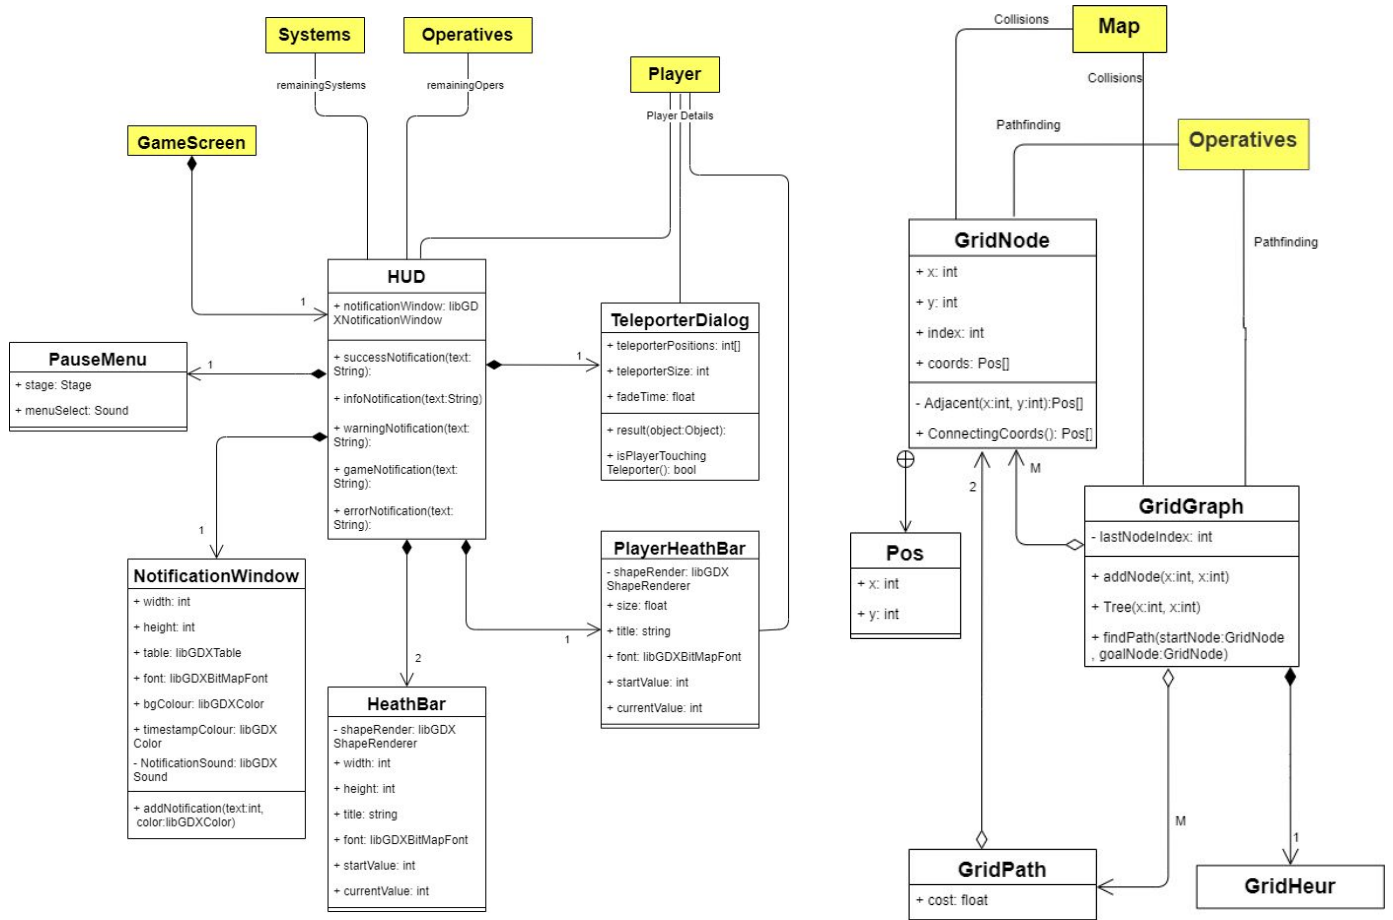 Systems
Operatives
remainingSystems
remainingOpers
Player
Player Details
GameScreen
1
HUD
+ notificationWindow: libGD
XNotificationWindow
+ successNotification(text:
String):
+ infoNotification(text:String)
+ warningNotification(text:
String):
+ gameNotification(text:
String):
+ errorNotification(text:
String):
1
PauseMenu
+ stage: Stage
+ menuSelect: Sound
1
TeleporterDialog
+ teleporterPositions: int[]
+ teleporterSize: int
+ fadeTime: float
+ result(object:Object):
+ isPlayerTouching
Teleporter(): bool
1
NotificationWindow
+ width: int
+ height: int
+ table: libGDXTable
+ font: libGDXBitMapFont
+ bgColour: libGDXColor
+ timestampColour: libGDX
Color
- NotificationSound: libGDX
Sound
+ addNotification(text:int,
color:libGDXColor)
2
HeathBar
- shapeRender: libGDX
ShapeRenderer
+ width: int
+ height: int
+ title: string
+ font: libGDXBitMapFont
+ startValue: int
+ currentValue: int
1
PlayerHeathBar
- shapeRender: libGDX
ShapeRenderer
+ size: float
+ title: string
+ font: libGDXBitMapFont
+ startValue: int
+ currentValue: int
Map
Collisions
Collisions
Operatives
Pathfinding
Pathfinding
GridNode
+ x: int
+ y: int
+ index: int
+ coords: Pos[]
- Adjacent(x:int, y:int):Pos[]
+ ConnectingCoords(): Pos[]
2
M
Pos
+ x: int
+ y: int
GridGraph
- lastNodeIndex: int
+ addNode(x:int, x:int)
+ Tree(x:int, x:int)
+ findPath(startNode:GridNode
, goalNode:GridNode)
M
1
GridPath
+ cost: float
GridHeur